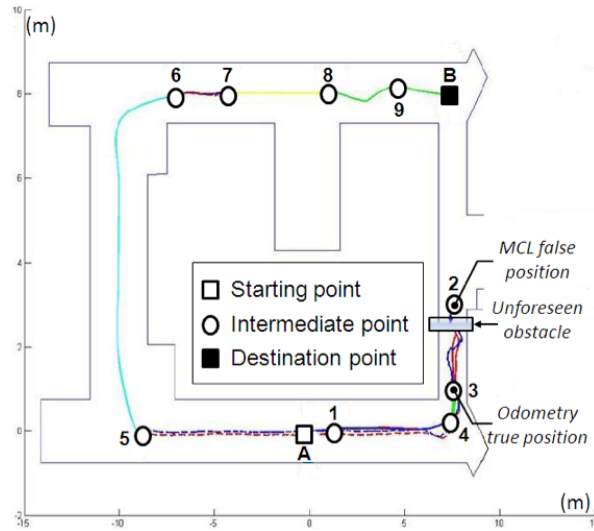 (m)
6
7
8
B
8
9
6
MCL false
position
2
4
Starting point
Unforeseen
obstacle
Intermediate point
2
Destination point
3
1
Odometry
true position
0
5
A
4
-2
-15
-10
-5
0
5
10
(m)